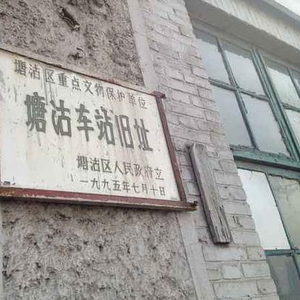 塘沽区重点文物保护单位
塘沽车站旧址
塘沽区人民政府立
一九九五年七月十日